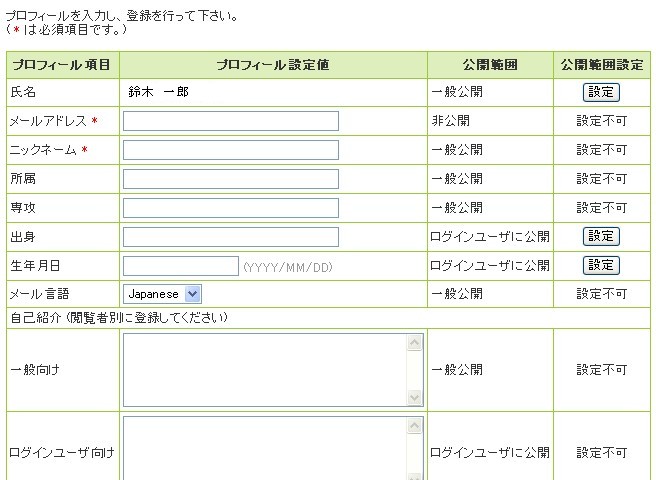 プロフィールを入力し、登録を行って下さい。
(* は必須項目です。)
プロフィール項目 プロフィール設定値 公開範囲 公開範囲設定
氏名 鈴木 一郎 一般公開 設定
メールアドレス * 非公開 設定不可
ニックネーム * 一般公開 設定不可
所属 一般公開 設定不可
専攻 一般公開 設定不可
出身 ログインユーザに公開 設定
生年月日 (YYYY/MM/DD) ログインユーザに公開 設定
メール言語 Japanese 一般公開 設定不可
自己紹介 (閲覧者別に登録してください)
一般向け 一般公開 設定不可
ログインユーザ向け ログインユーザに公開 設定不可